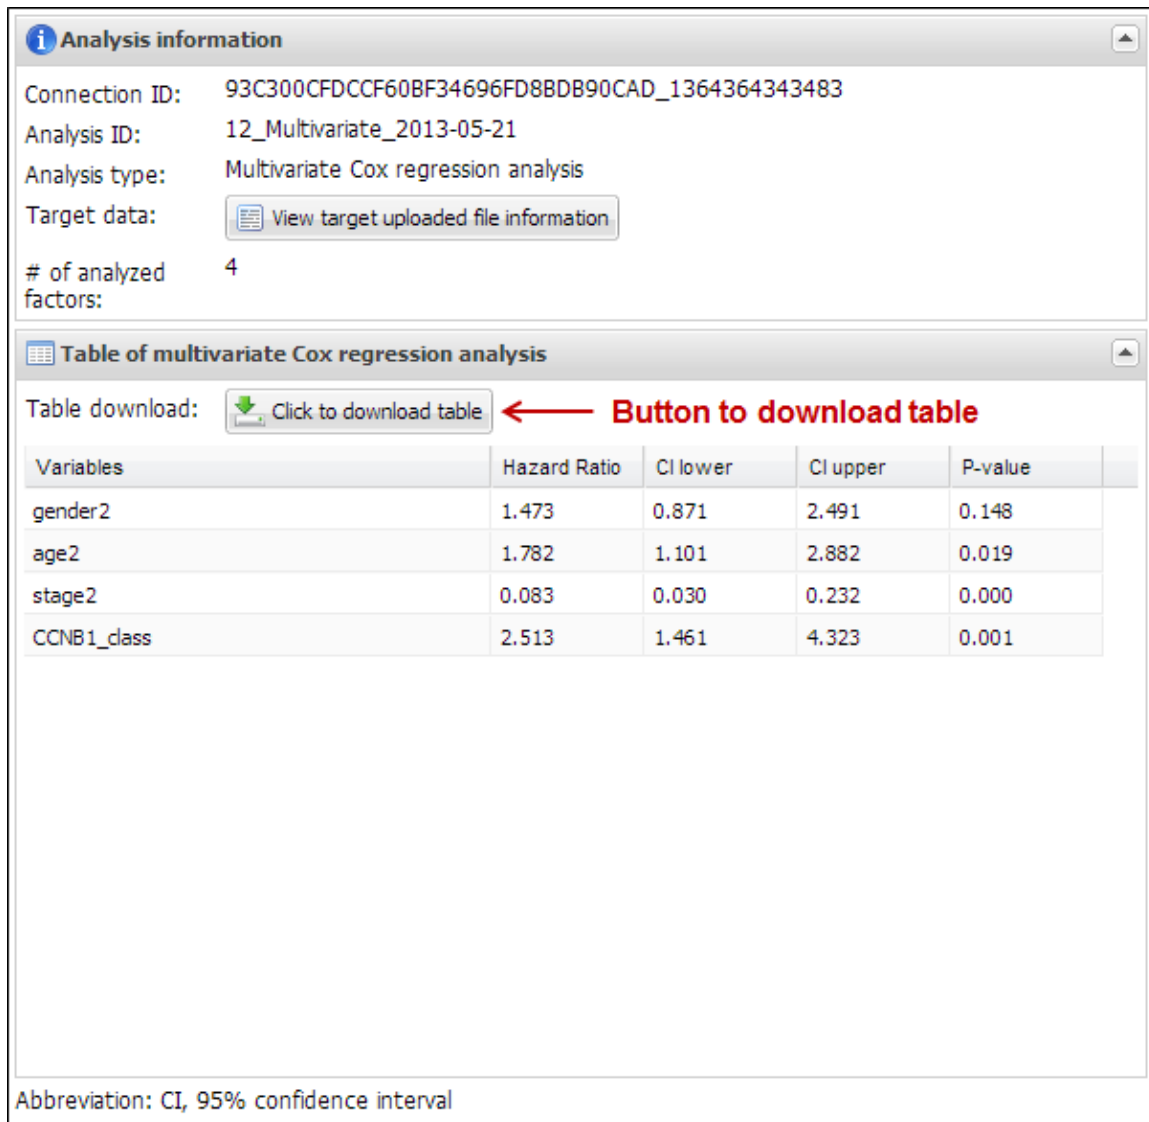 Analysis information
Connection ID: 93C300CFDCCF60BF34696FD8BDB90CAD_1364364343483
Analysis ID: 12_Multivariate_2013-05-21
Analysis type: Multivariate Cox regression analysis
Target data: View target uploaded file information
# of analyzed factors: 4
Table of multivariate Cox regression analysis
Table download: Click to download table Button to download table
Variables Hazard Ratio CI lower CI upper P-value
gender2 1.473 0.871 2.491 0.148
age2 1.782 1.101 2.882 0.019
stage2 0.083 0.030 0.232 0.000
CCNB1_class 2.513 1.461 4.323 0.001
Abbreviation: CI, 95% confidence interval